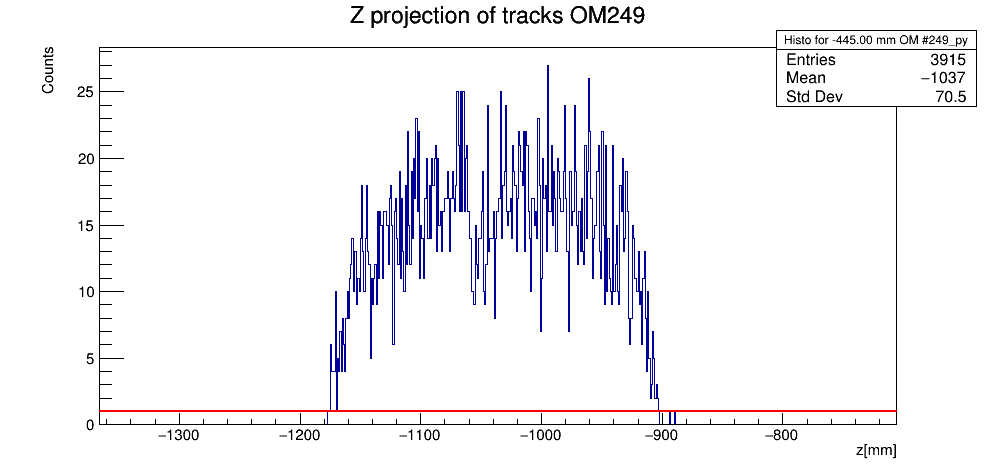 Z projection of tracks OM249
Histo for -445.00 mm OM #249_py
Entries 3915
Mean −1037
Std Dev 70.5
Counts
25
20
15
10
5
0
−1300 −1200 −1100 −1000 −900 −800
z[mm]